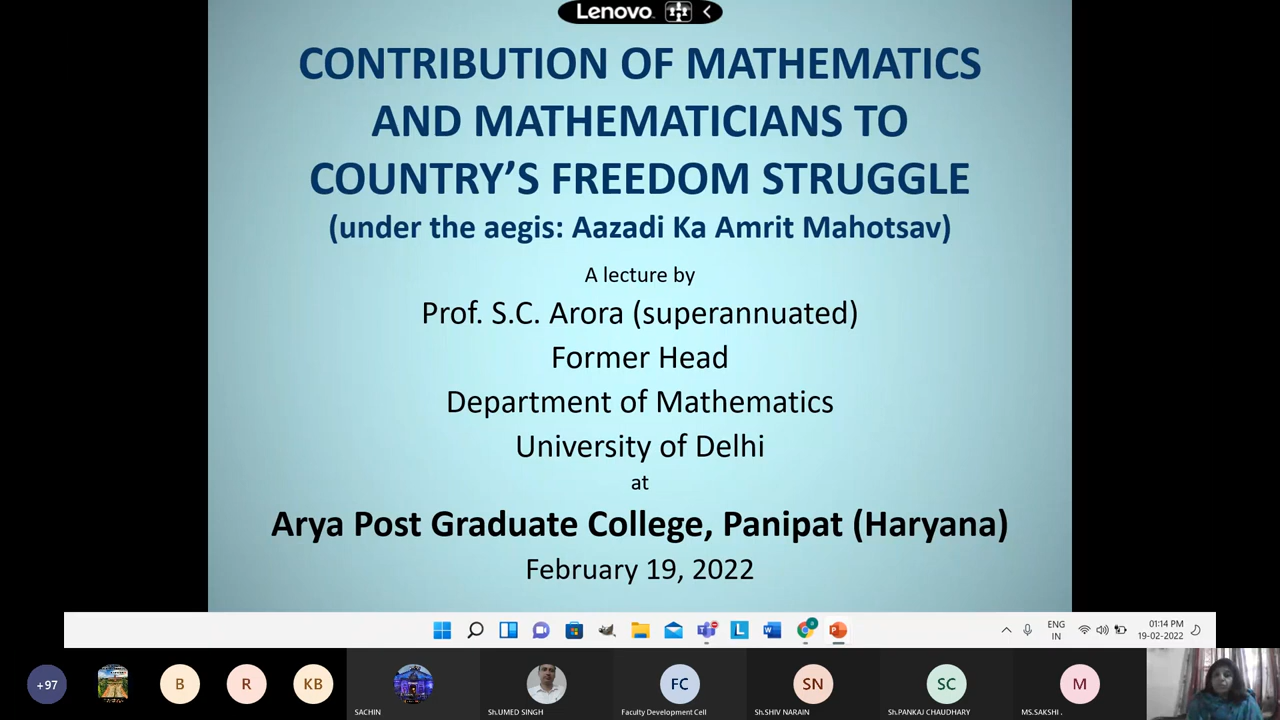 Lenovo
CONTRIBUTION OF MATHEMATICS
AND MATHEMATICIANS TO
COUNTRY’S FREEDOM STRUGGLE
(under the aegis: Aazadi Ka Amrit Mahotsav)
A lecture by
Prof. S.C. Arora (superannuated)
Former Head
Department of Mathematics
University of Delhi
at
Arya Post Graduate College, Panipat (Haryana)
February 19, 2022
L
ENG
IN
01:14 PM
19-02-2022
+97
B
R
KB
FC
SN
SC
M
SACHIN
Sh.UMED SINGH
Faculty Development Cell
Sh.SHIV NARAIN
Sh.PANKAJ CHAUDHARY
MS.SAKSHI .